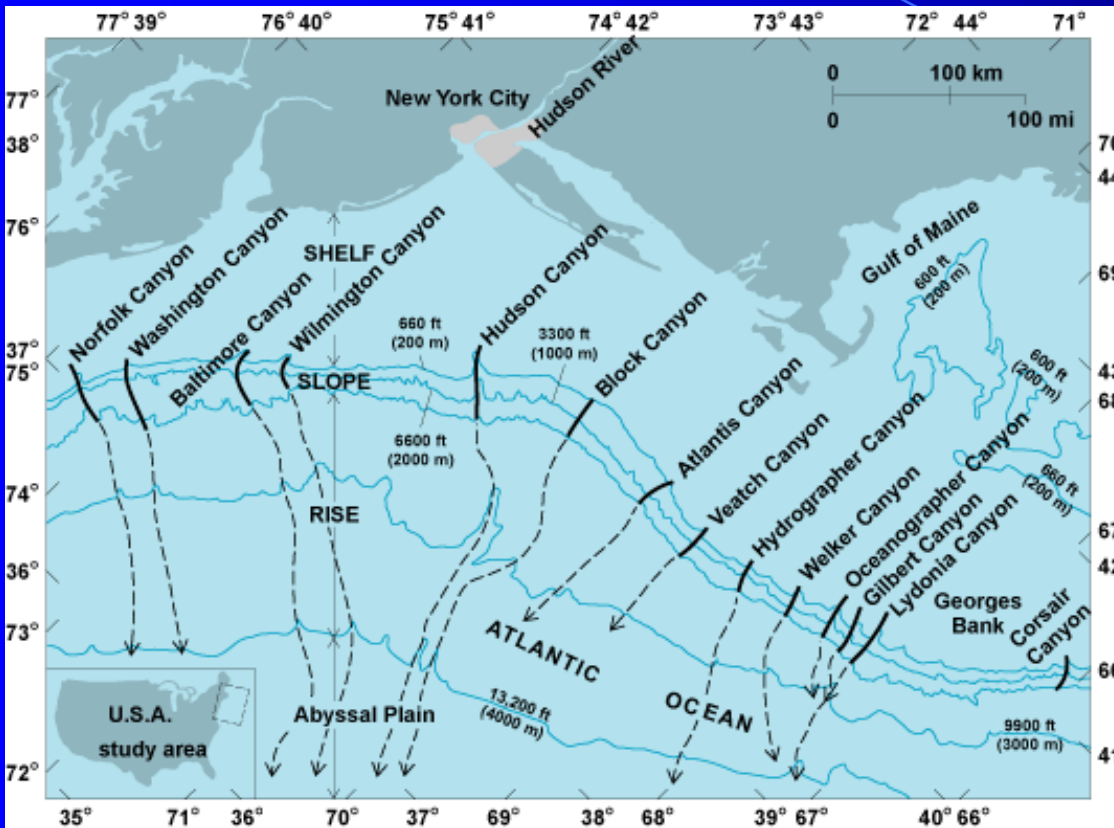 77° 39°
76° 40°
75° 41°
74° 42°
73° 43°
72° 44°
71°
0 100 km
0 100 mi
New York City
Hudson River
77°
38°
76°
37°
75°
74°
36°
73°
72°
Norfolk Canyon
Washington Canyon
Baltimore Canyon
Wilmington Canyon
Hudson Canyon
Block Canyon
Atlantis Canyon
Veatch Canyon
Hydrographer Canyon
Welker Canyon
Oceanographer Canyon
Gilbert Canyon
Lydonia Canyon
Corsair
Canyon
Georges
Bank
Gulf of Maine
SHELF
SLOPE
RISE
Abyssal Plain
ATLANTIC
OCEAN
660 ft
(200 m)
3300 ft
(1000 m)
6600 ft
(2000 m)
600 ft
(200 m)
600 ft
(200 m)
660 ft
(200 m)
13,200 ft
(4000 m)
9900 ft
(3000 m)
70
44
69
43
68
67
42
60
41
U.S.A.
study area
35°
71°
36°
70°
37°
69°
38°
68°
39°
67°
40°
66°